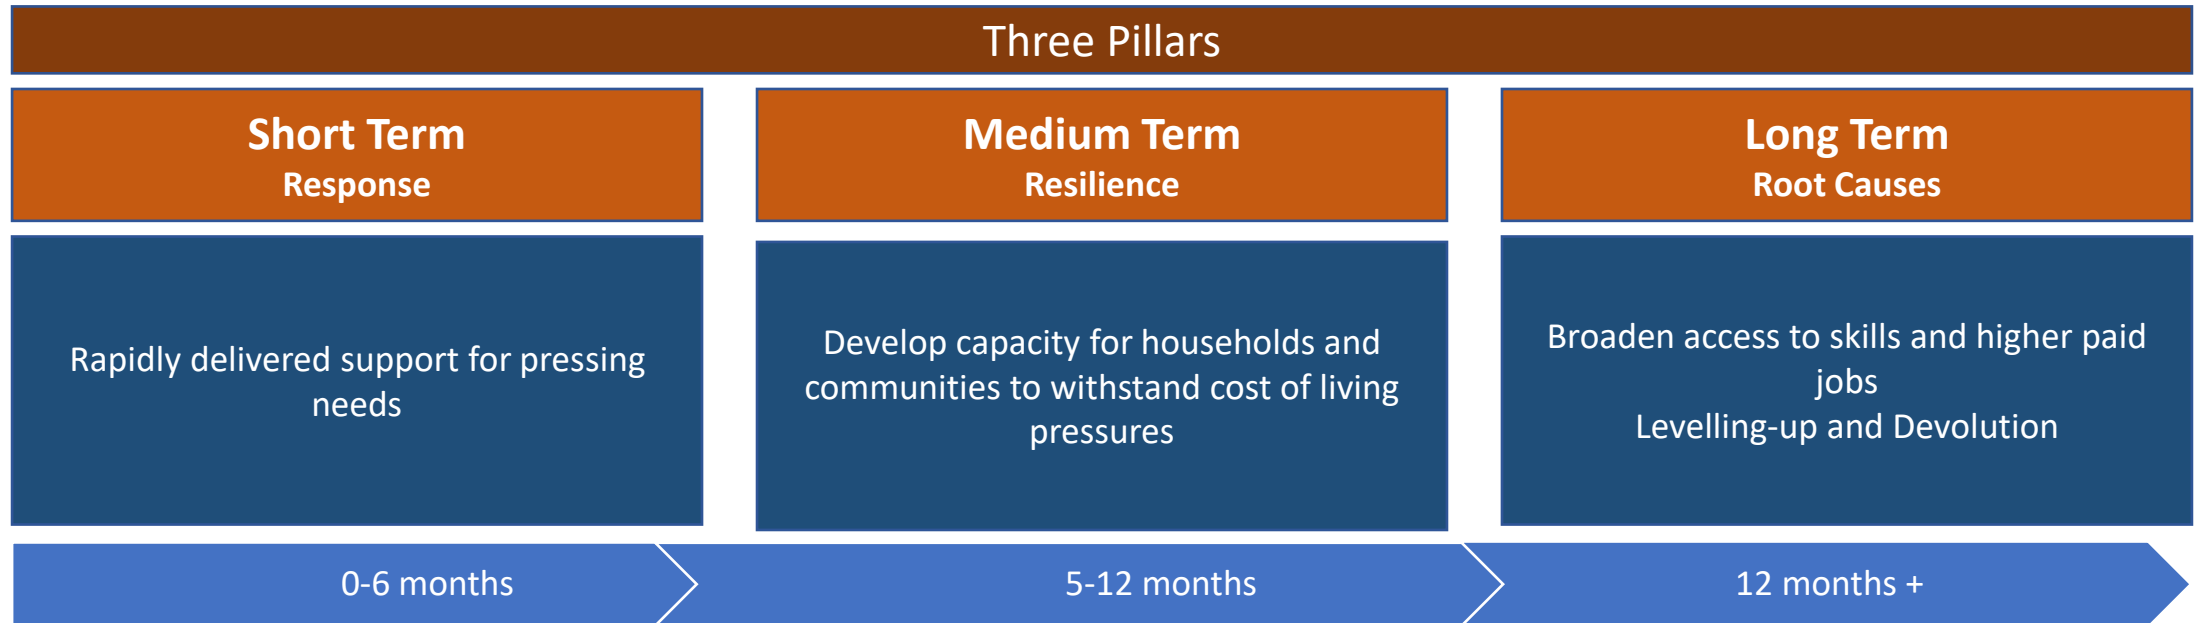 Three Pillars
Short Term
Response
Medium Term
Resilience
Long Term
Root Causes
Rapidly delivered support for pressing
needs
Develop capacity for households and
communities to withstand cost of living
pressures
Broaden access to skills and higher paid
jobs
Levelling-up and Devolution
0-6 months
5-12 months
12 months +